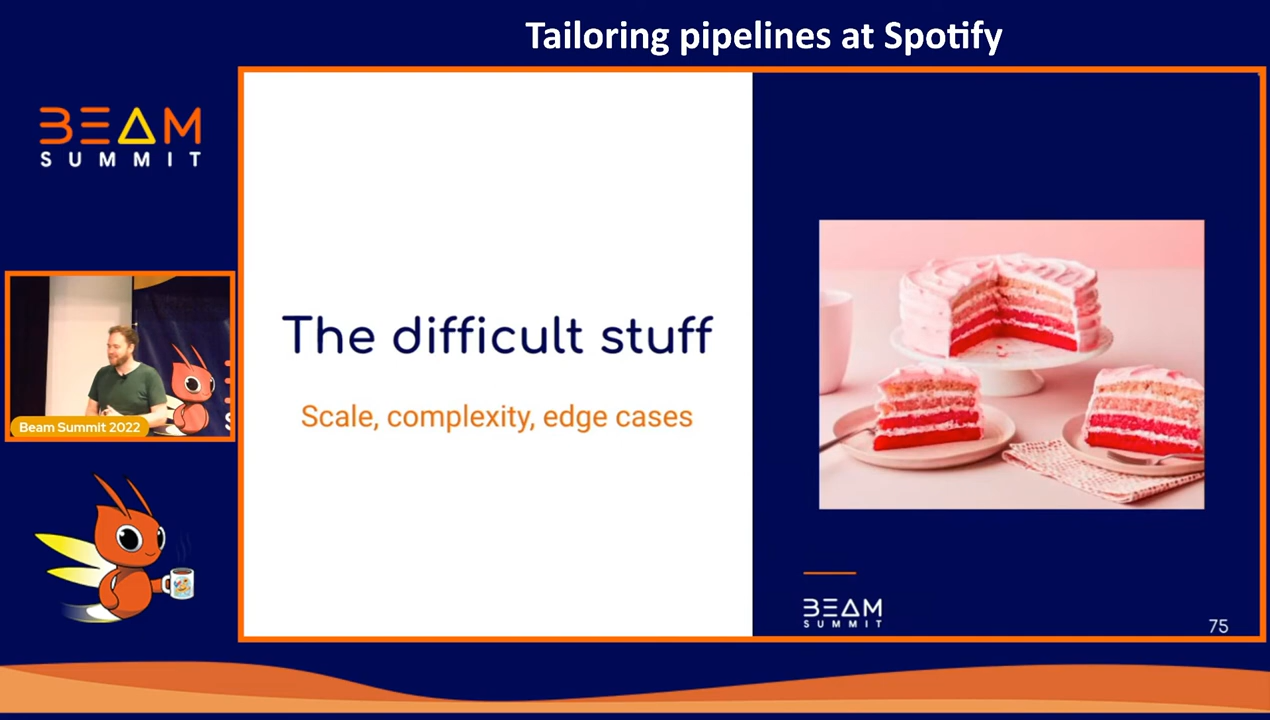 Tailoring pipelines at Spotify
BEAM
SUMMIT
Beam Summit 2022
The difficult stuff
Scale, complexity, edge cases
BEAM
SUMMIT
75